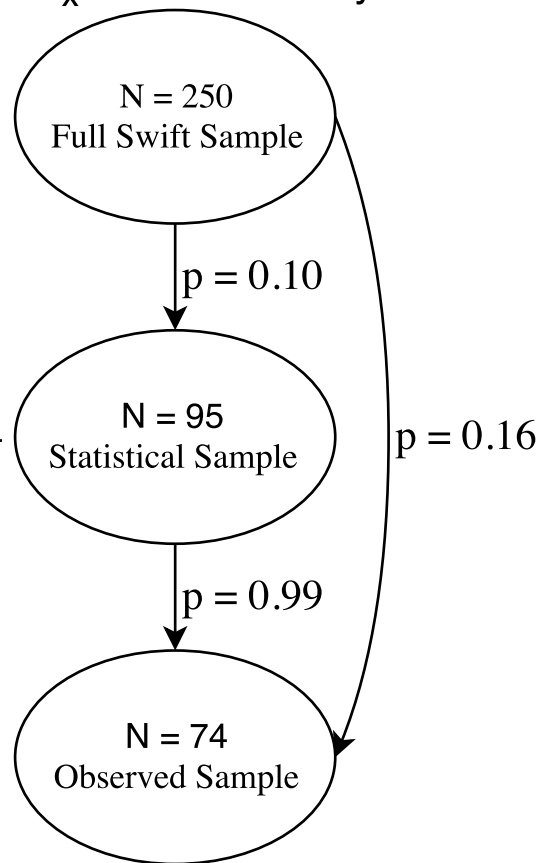 N = 250
Full Swift Sample
p = 0.10
N = 95
Statistical Sample
p = 0.16
p = 0.99
N = 74
Observed Sample